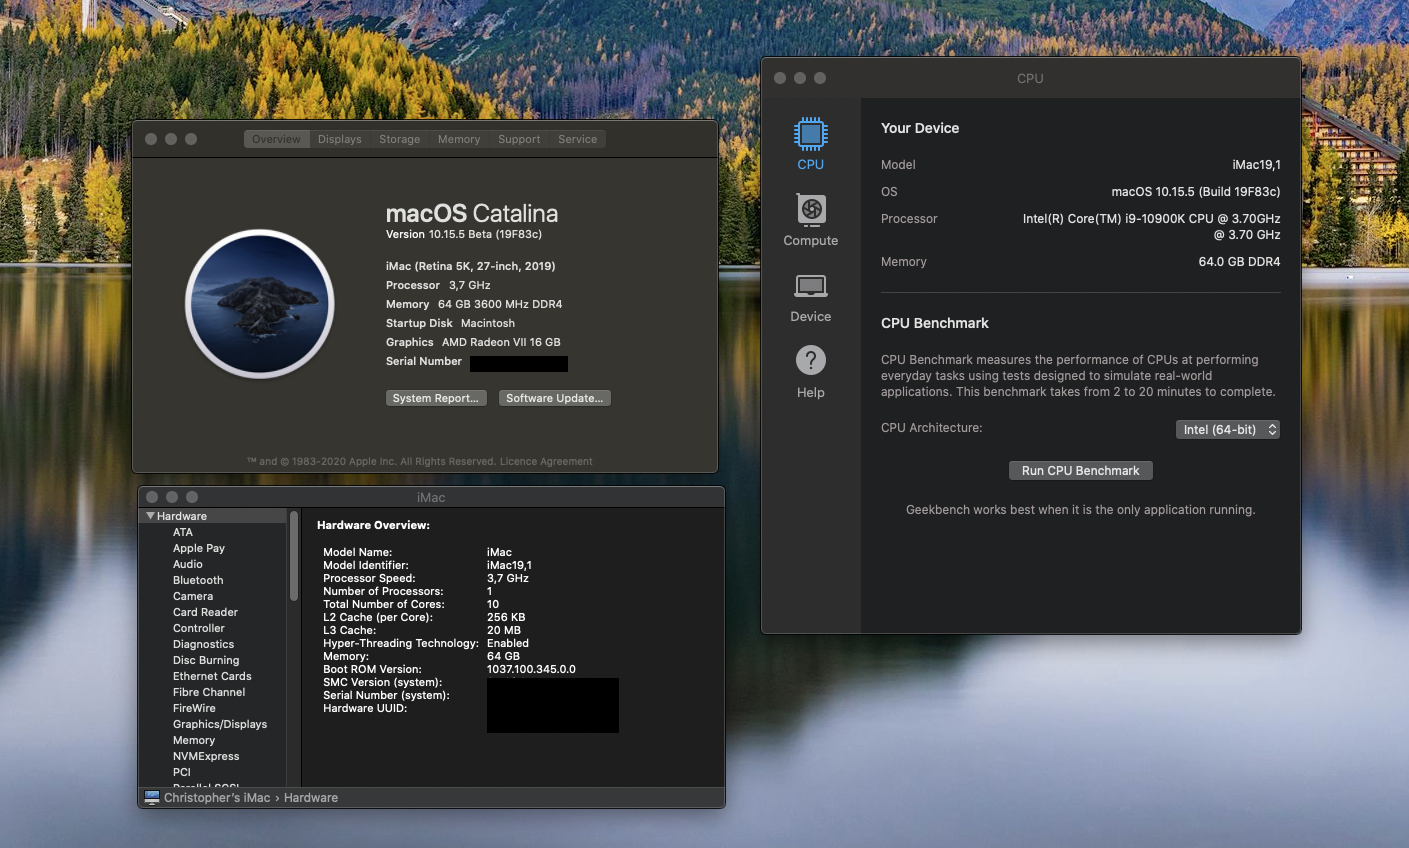 Overview Displays Storage Memory Support Service
macOS Catalina
Version 10.15.5 Beta (19F83c)
iMac (Retina 5K, 27-inch, 2019)
Processor 3,7 GHz
Memory 64 GB 3600 MHz DDR4
Startup Disk Macintosh
Graphics AMD Radeon VII 16 GB
Serial Number
System Report...
Software Update...
™ and © 1983-2020 Apple Inc. All Rights Reserved. Licence Agreement
iMac
Hardware
ATA
Apple Pay
Audio
Bluetooth
Camera
Card Reader
Controller
Diagnostics
Disc Burning
Ethernet Cards
Fibre Channel
FireWire
Graphics/Displays
Memory
NVMExpress
PCI
Parallel SCSI
Hardware Overview:
Model Name: iMac
Model Identifier: iMac19,1
Processor Speed: 3,7 GHz
Number of Processors: 1
Total Number of Cores: 10
L2 Cache (per Core): 256 KB
L3 Cache: 20 MB
Hyper-Threading Technology: Enabled
Memory: 64 GB
Boot ROM Version: 1037.100.345.0.0
SMC Version (system):
Serial Number (system):
Hardware UUID:
Christopher's iMac › Hardware
CPU
CPU
Compute
Device
? 
Help
Your Device
Model iMac19,1
OS macOS 10.15.5 (Build 19F83c)
Processor Intel(R) Core(TM) i9-10900K CPU @ 3.70GHz
@ 3.70 GHz
Memory 64.0 GB DDR4
CPU Benchmark
CPU Benchmark measures the performance of CPUs at performing
everyday tasks using tests designed to simulate real-world
applications. This benchmark takes from 2 to 20 minutes to complete.
CPU Architecture: Intel (64-bit)
Run CPU Benchmark
Geekbench works best when it is the only application running.